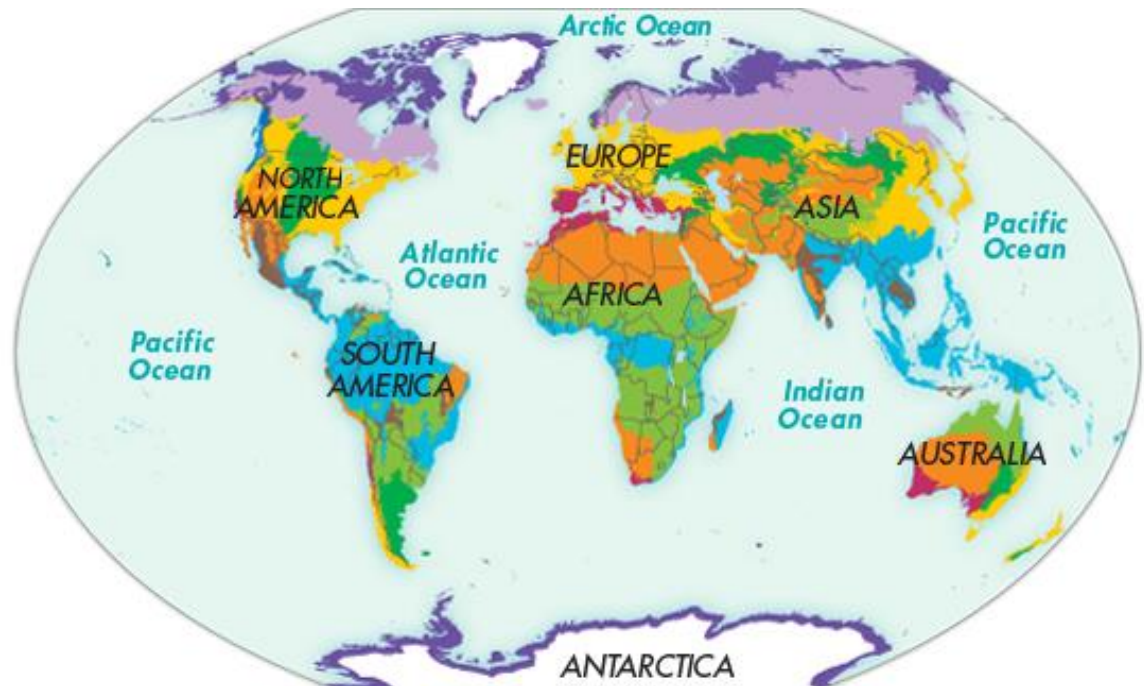 Arctic Ocean
EUROPE
NORTH
AMERICA
ASIA
Pacific
Ocean
Atlantic
Ocean
AFRICA
Pacific
Ocean
SOUTH
AMERICA
Indian
Ocean
AUSTRALIA
ANTARCTICA